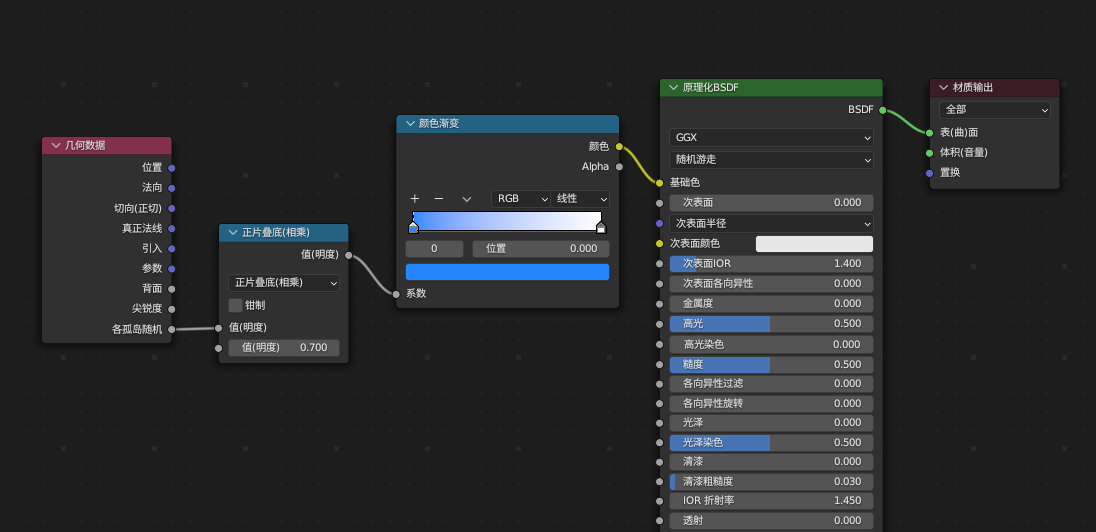 几何数据
位置
法向
切向(正切)
真正法线
引入
参数
背面
尖锐度
各孤岛随机
正片叠底(相乘)
值(明度)
正片叠底(相乘)
钳制
值(明度)
值(明度) 0.700
颜色渐变
颜色
Alpha
+ − RGB 线性
0 位置 0.000
系数
原理化BSDF
BSDF
GGX
随机游走
基础色
次表面 0.000
次表面半径
次表面颜色
次表面IOR 1.400
次表面各向异性 0.000
金属度 0.000
高光 0.500
高光染色 0.000
糙度 0.500
各向异性过滤 0.000
各向异性旋转 0.000
光泽 0.000
光泽染色 0.500
清漆 0.000
清漆粗糙度 0.030
IOR 折射率 1.450
透射 0.000
材质输出
全部
表(曲)面
体积(音量)
置换